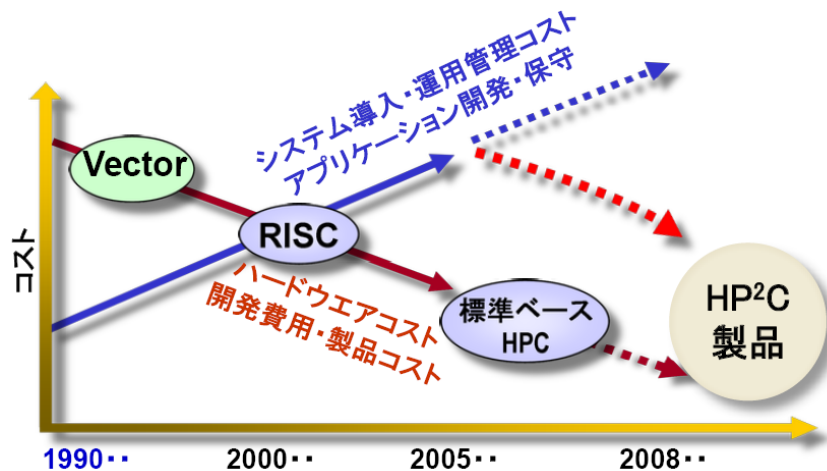 システム導入・運用管理コスト
アプリケーション開発・保守
Vector
RISC
ハードウエアコスト
開発費用・製品コスト
標準ベース
HPC
HP²C
製品
コスト
1990・・
2000・・
2005・・
2008・・